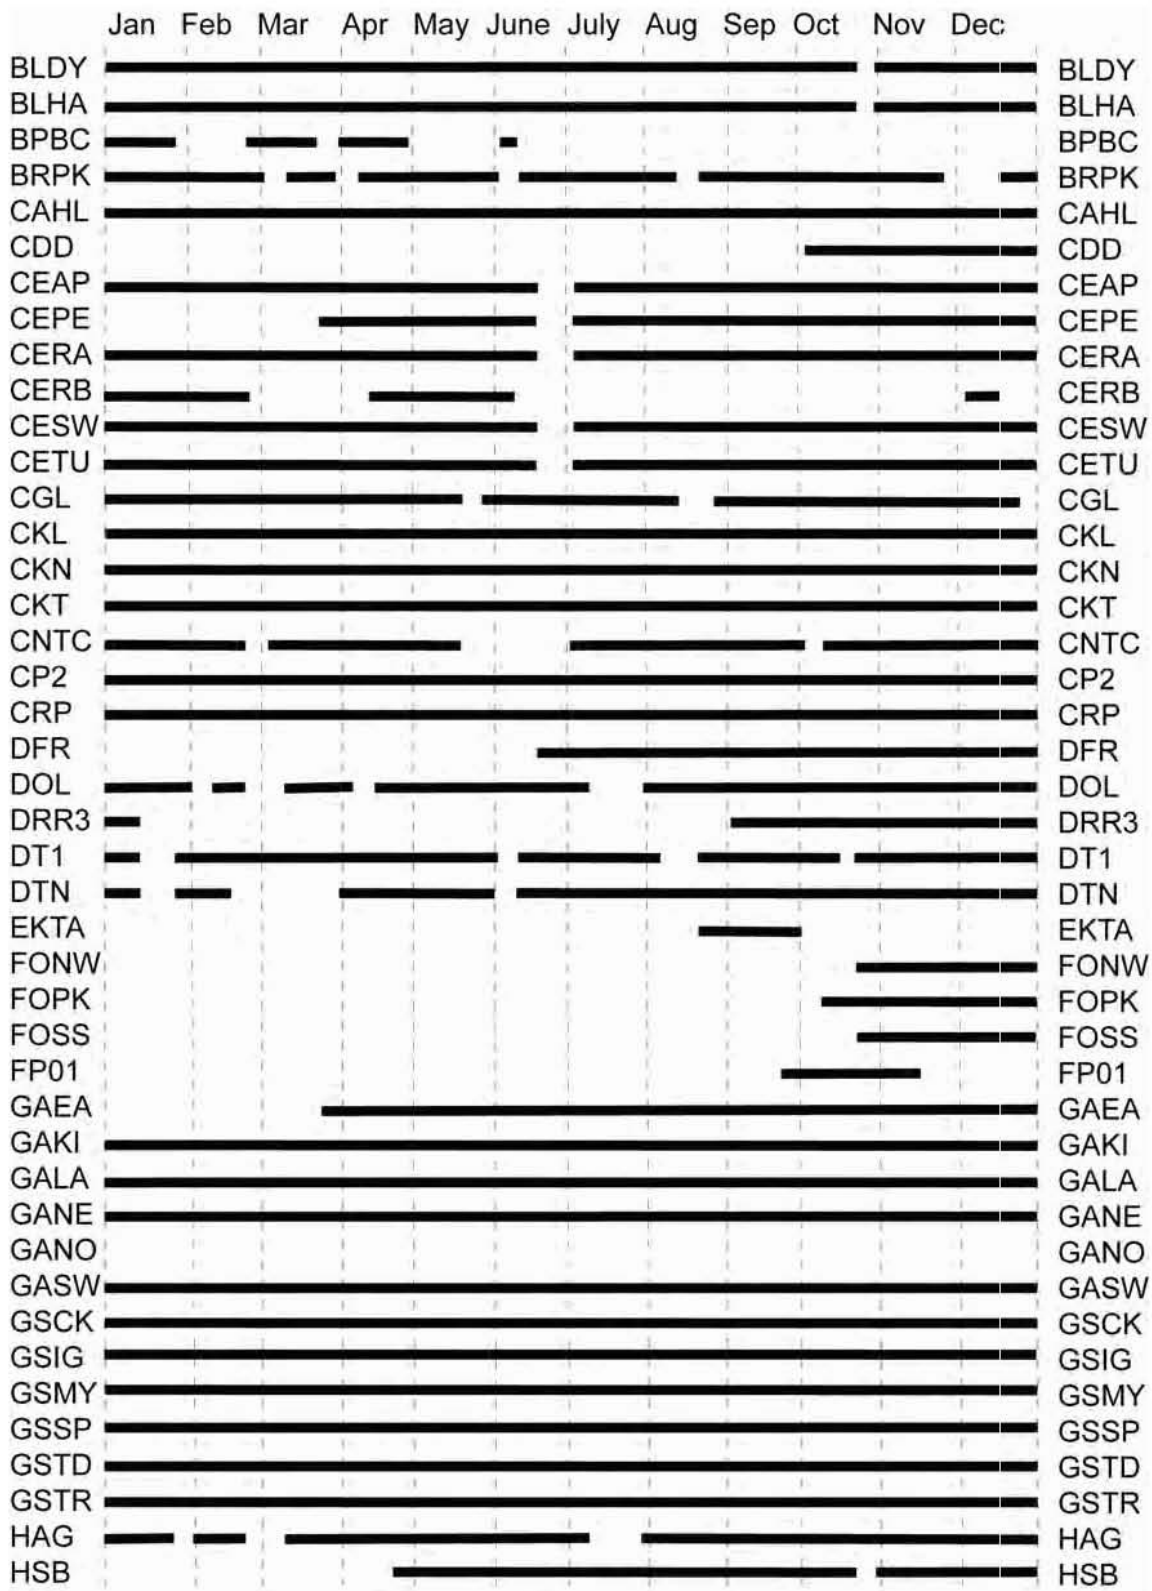 Jan Feb Mar Apr May June July Aug Sep Oct Nov Dec
BLDY BLDY
BLHA BLHA
BPBC BPBC
BRPK BRPK
CAHL CAHL
CDD CDD
CEAP CEAP
CEPE CEPE
CERA CERA
CERB CERB
CESW CESW
CETU CETU
CGL CGL
CKL CKL
CKN CKN
CKT CKT
CNTC CNTC
CP2 CP2
CRP CRP
DFR DFR
DOL DOL
DRR3 DRR3
DT1 DT1
DTN DTN
EKTA EKTA
FONW FONW
FOPK FOPK
FOSS FOSS
FP01 FP01
GAEA GAEA
GAKI GAKI
GALA GALA
GANE GANE
GANO GANO
GASW GASW
GSCK GSCK
GSIG GSIG
GSMY GSMY
GSSP GSSP
GSTD GSTD
GSTR GSTR
HAG HAG
HSB HSB